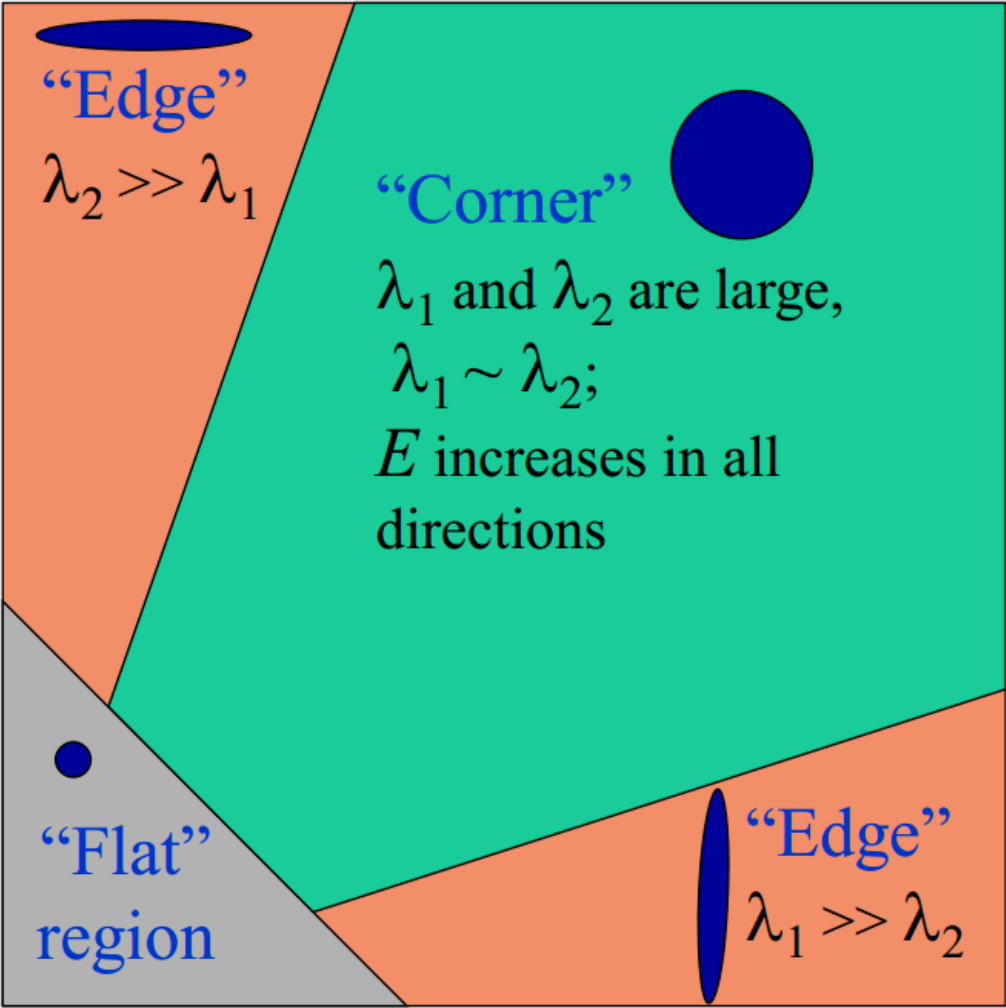 “Edge”
λ₂ >> λ₁
“Corner”
λ₁ and λ₂ are large,
λ₁ ~ λ₂;
E increases in all
directions
“Flat”
region
“Edge”
λ₁ >> λ₂